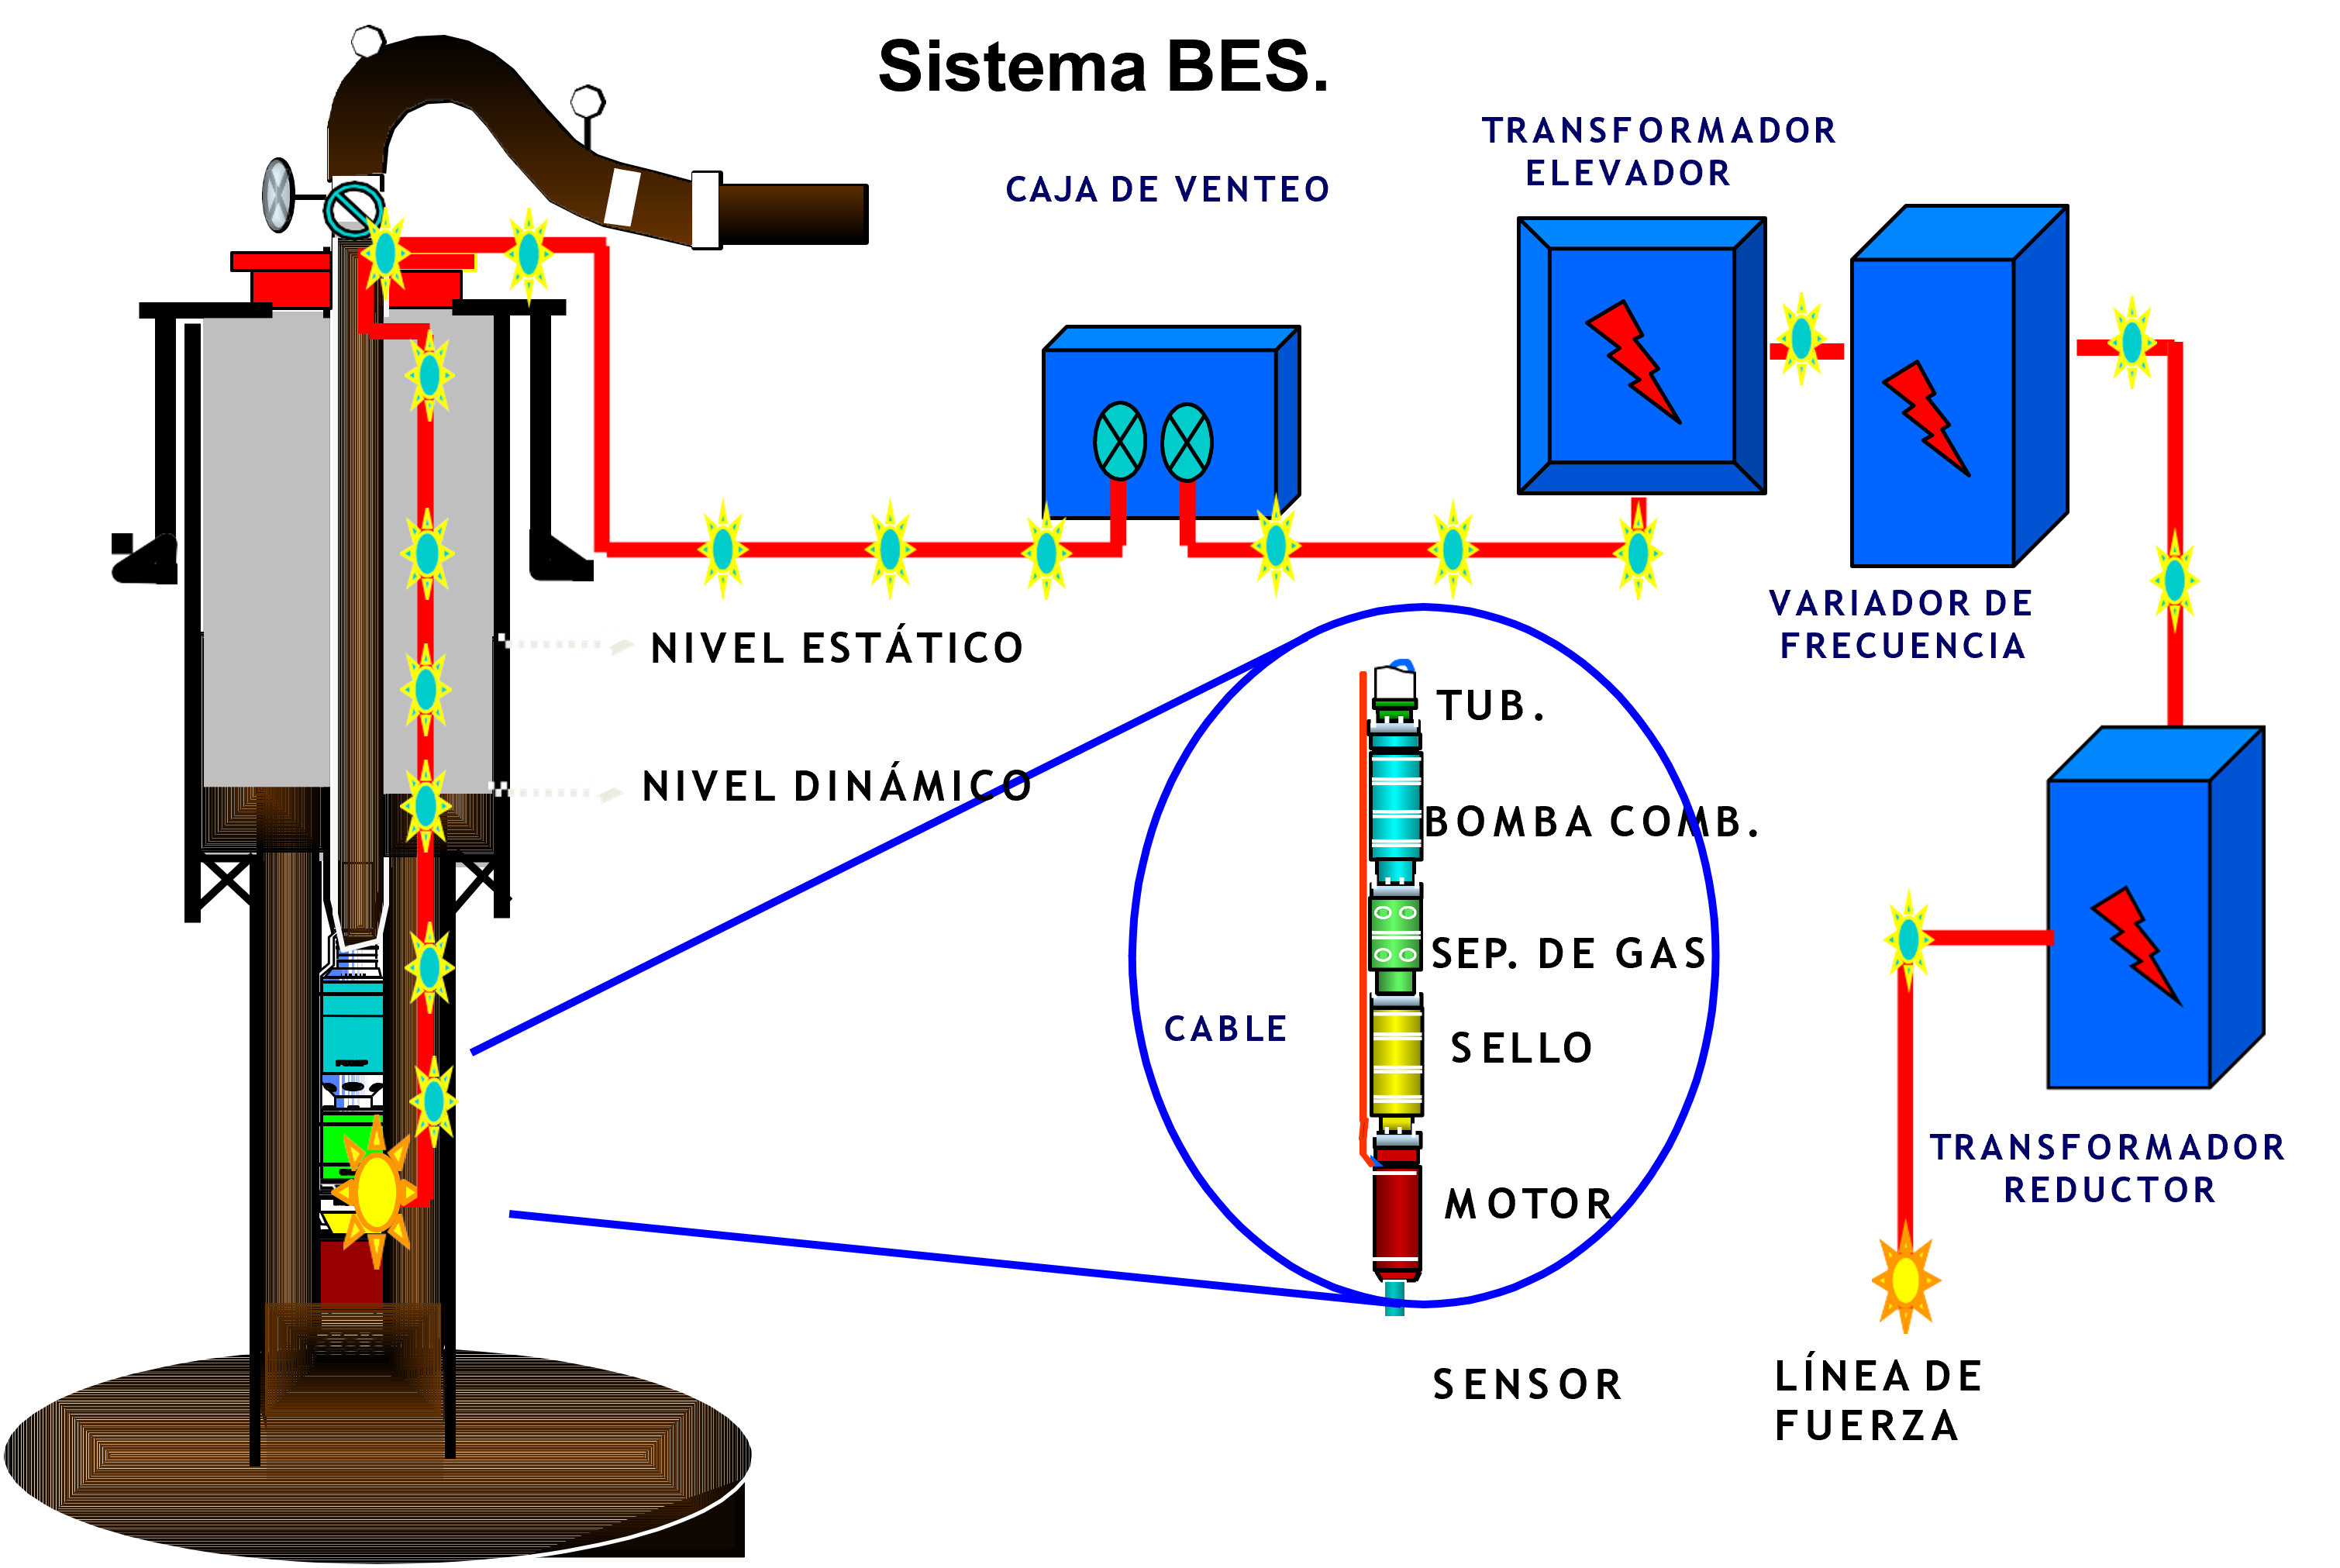 Sistema BES.
TRANSFORMADOR
ELEVADOR
CAJA DE VENTEO
VARIADOR DE
FRECUENCIA
NIVEL ESTÁTICO
TUB.
NIVEL DINÁMICO
BOMBA COMB.
SEP. DE GAS
CABLE
SELLO
MOTOR
TRANSFORMADOR
REDUCTOR
SENSOR
LÍNEA DE
FUERZA